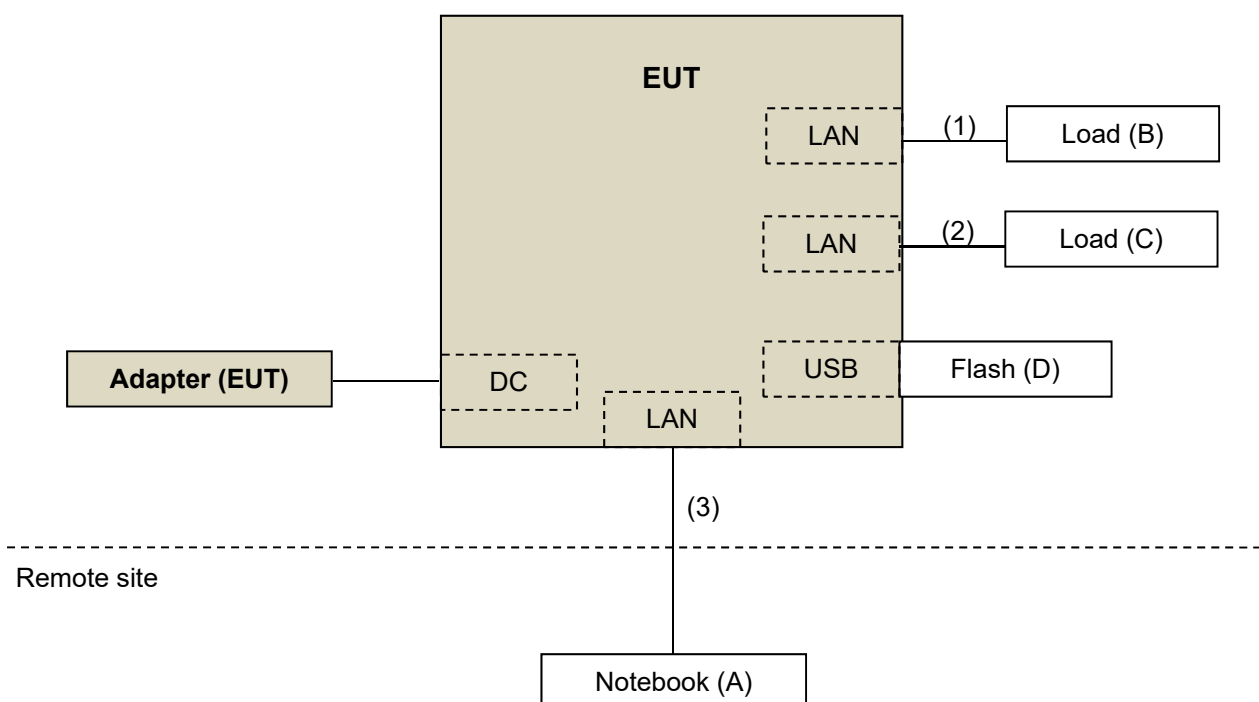 EUT
LAN
(1)
Load (B)
LAN
(2)
Load (C)
Adapter (EUT)
DC
USB
Flash (D)
LAN
(3)
Remote site
Notebook (A)